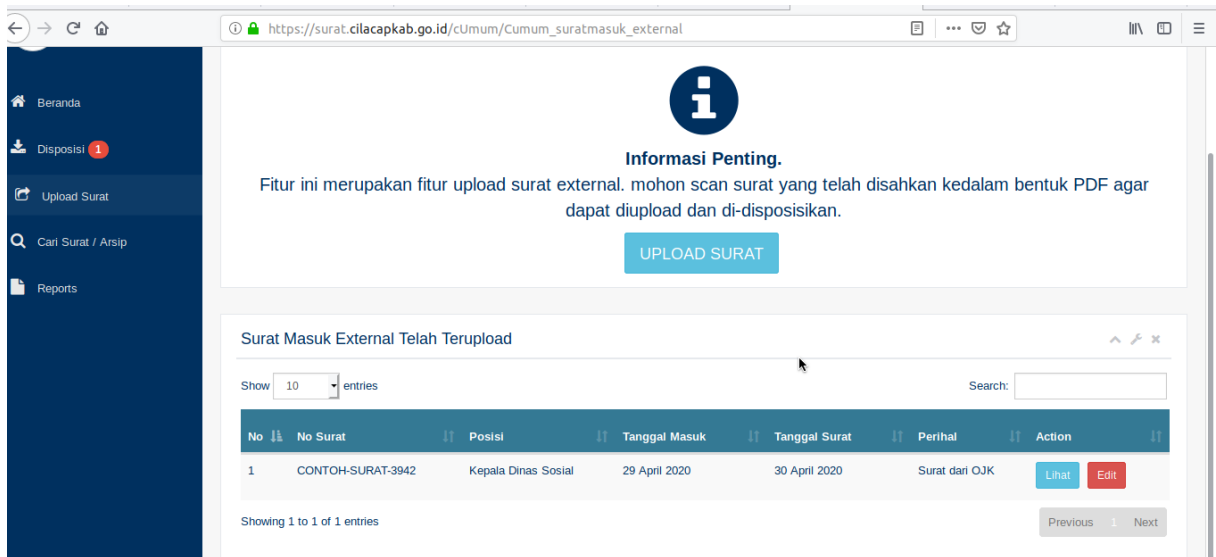 https://surat.cilacapkab.go.id/cUmum/Cumum_suratmasuk_external
Beranda
Disposisi 1
Upload Surat
Cari Surat / Arsip
Reports
Informasi Penting.
Fitur ini merupakan fitur upload surat external. mohon scan surat yang telah disahkan kedalam bentuk PDF agar
dapat diupload dan di-disposisikan.
UPLOAD SURAT
Surat Masuk External Telah Terupload
Show 10 entries Search:
No No Surat Posisi Tanggal Masuk Tanggal Surat Perihal Action
1 CONTOH-SURAT-3942 Kepala Dinas Sosial 29 April 2020 30 April 2020 Surat dari OJK Lihat Edit
Showing 1 to 1 of 1 entries Previous 1 Next